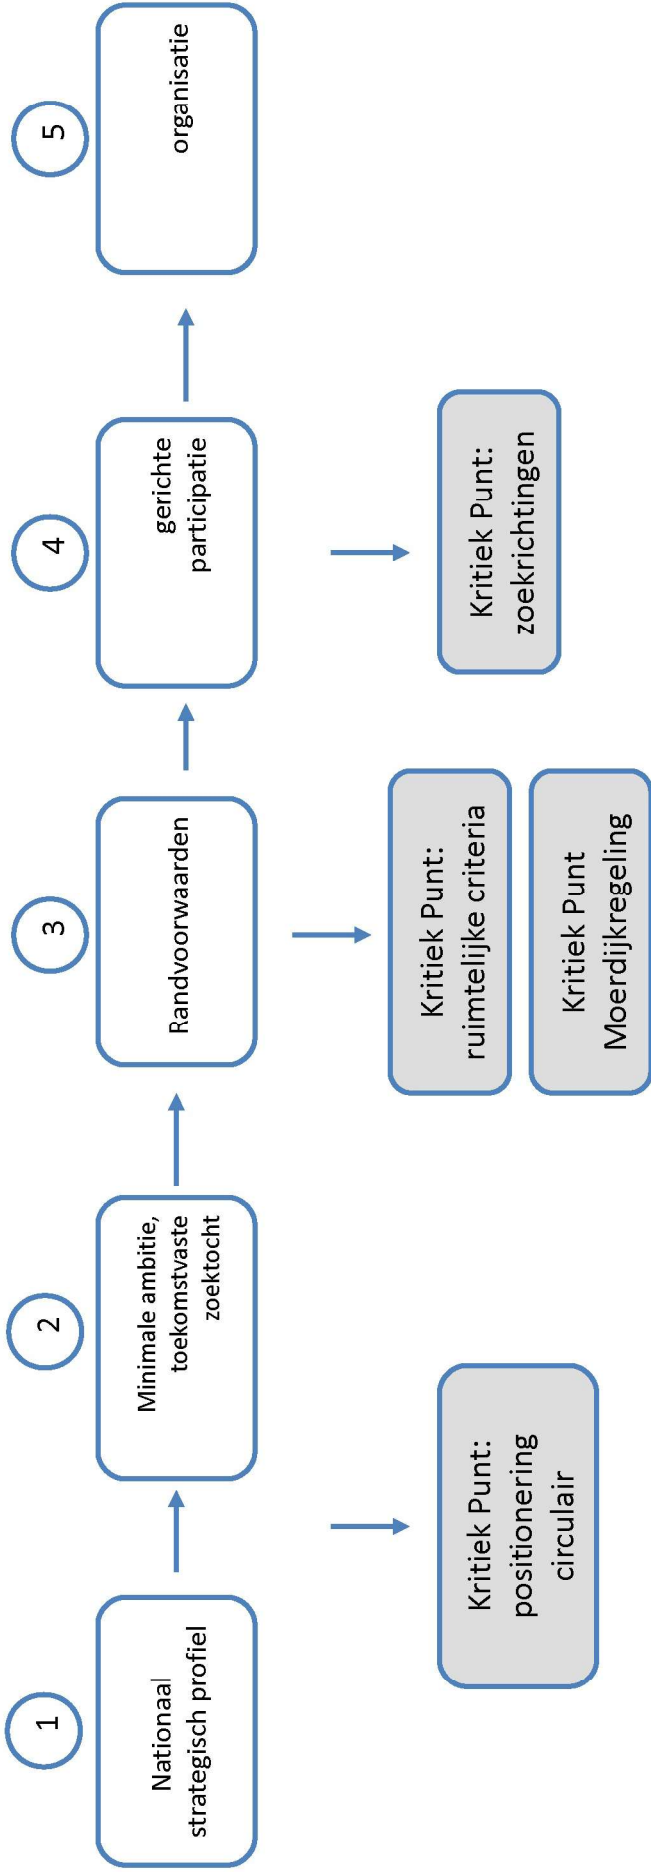 1
Nationaal
strategisch profiel
2
Minimale ambitie,
toekomstvaste
zoektocht
3
Randvoorwaarden
4
gerichte
participatie
5
organisatie
Kritiek Punt:
positionering
circulair
Kritiek Punt:
ruimtelijke criteria
Kritiek Punt
Moerdijkregeling
Kritiek Punt:
zoekrichtingen